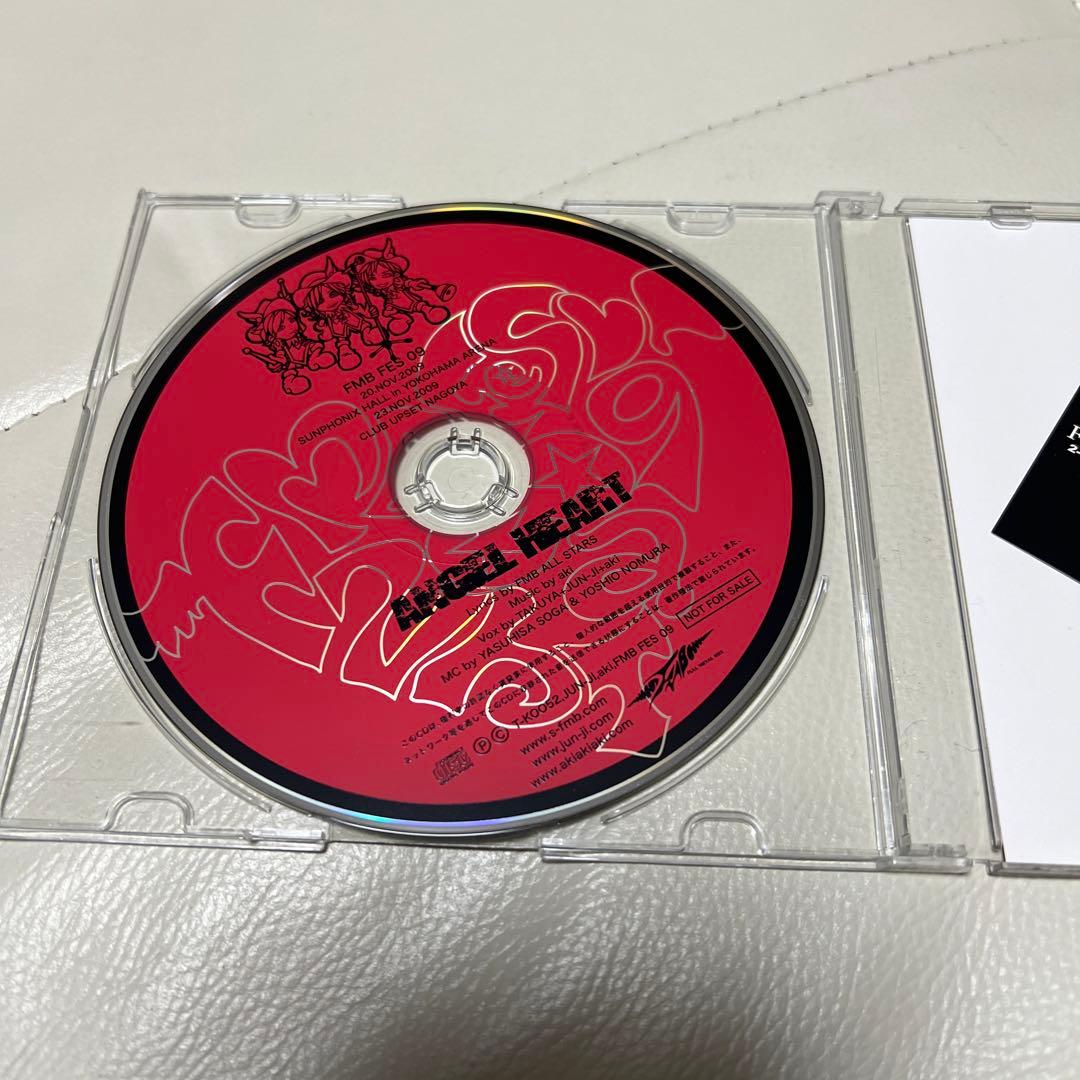 FMB FES 09
20.NOV.2009
SUNPHONIX HALL in YOKOHAMA ARENA
23.NOV.2009
CLUB UPSET NAGOYA
ANGEL HEART
Lyrics by FMB ALL STARS
Music by aki
Vox by TAKUYA+JUN-JI+aki
MC by YASUHISA SOGA & YOSHIO NOMURA
NOT FOR SALE
T-K0052,JUN-JI,aki,FMB FES 09
www.s-fmb.com
www.jun-ji.com
www.akiakiaki.com